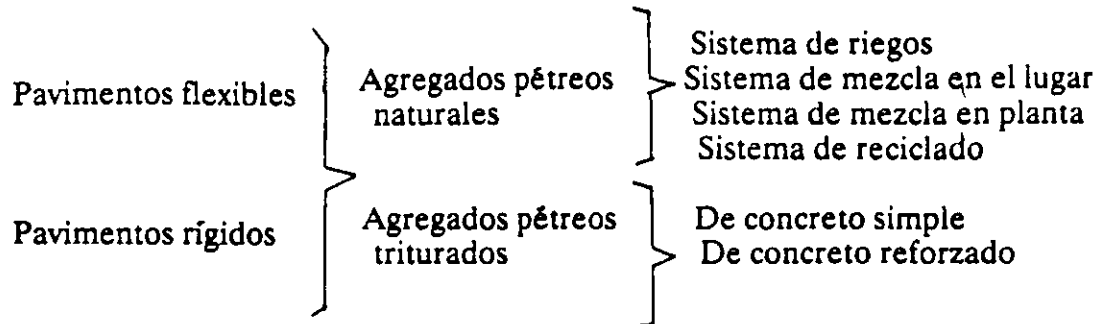 Pavimentos flexibles
Pavimentos rígidos
Agregados pétreos
naturales
Agregados pétreos
triturados
Sistema de riegos
Sistema de mezcla en el lugar
Sistema de mezcla en planta
Sistema de reciclado
De concreto simple
De concreto reforzado